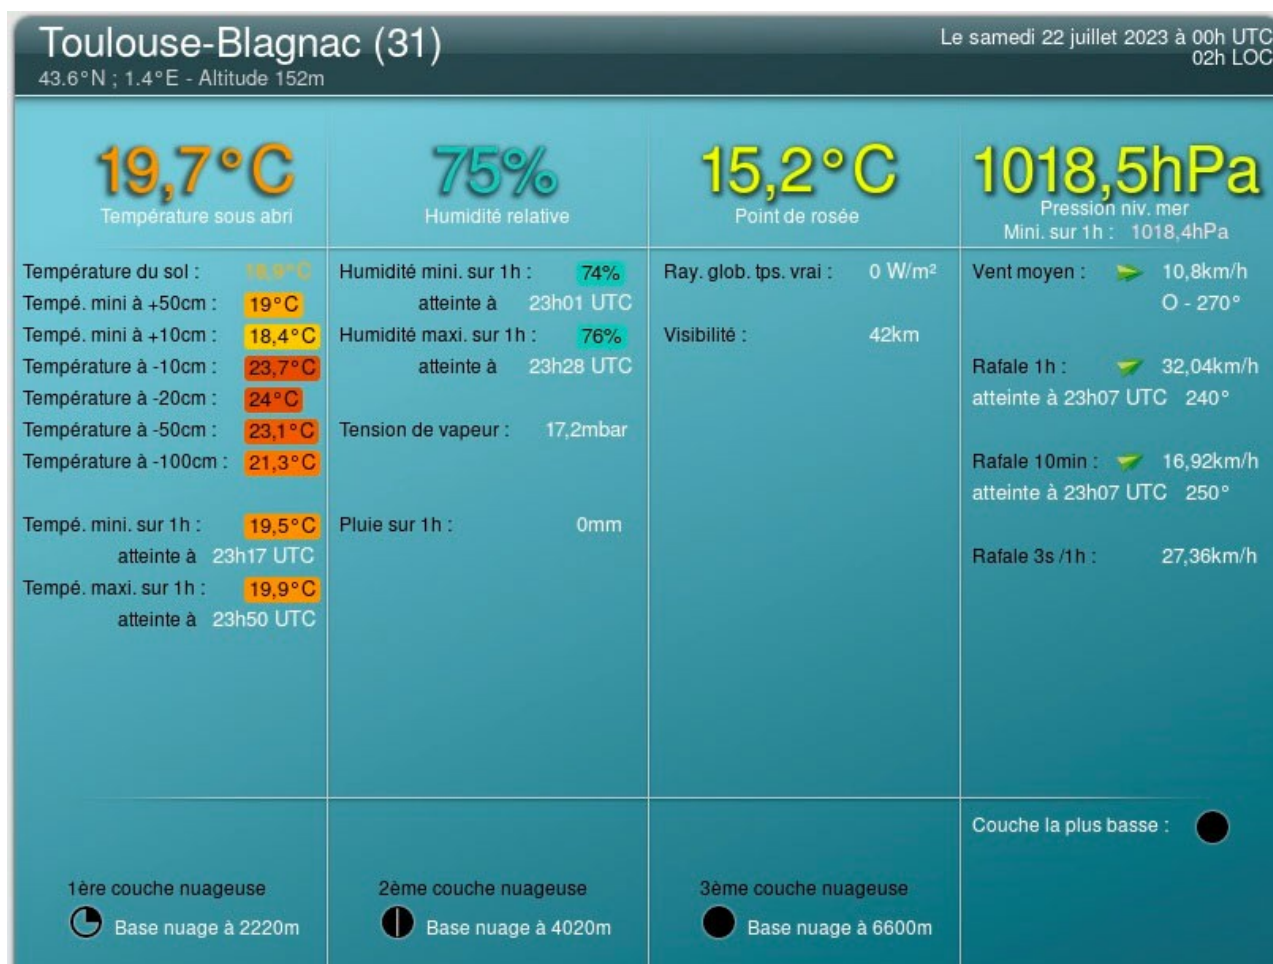 Toulouse-Blagnac (31)
43.6°N ; 1.4°E - Altitude 152m
Le samedi 22 juillet 2023 à 00h UTC
02h LOC
19,7°C
Température sous abri
75%
Humidité relative
15,2°C
Point de rosée
1018,5hPa
Pression niv. mer
Mini. sur 1h : 1018,4hPa
Température du sol : 18,9°C
Tempé. mini à +50cm : 19°C
Tempé. mini à +10cm : 18,4°C
Température à -10cm : 23,7°C
Température à -20cm : 24°C
Température à -50cm : 23,1°C
Température à -100cm : 21,3°C
Tempé. mini. sur 1h : 19,5°C
atteinte à 23h17 UTC
Tempé. maxi. sur 1h : 19,9°C
atteinte à 23h50 UTC
Humidité mini. sur 1h : 74%
atteinte à 23h01 UTC
Humidité maxi. sur 1h : 76%
atteinte à 23h28 UTC
Tension de vapeur : 17,2mbar
Pluie sur 1h : 0mm
Ray. glob. tps. vrai : 0 W/m²
Visibilité : 42km
Vent moyen : 10,8km/h
O - 270°
Rafale 1h : 32,04km/h
atteinte à 23h07 UTC 240°
Rafale 10min : 16,92km/h
atteinte à 23h07 UTC 250°
Rafale 3s /1h : 27,36km/h
Couche la plus basse :
1ère couche nuageuse
Base nuage à 2220m
2ème couche nuageuse
Base nuage à 4020m
3ème couche nuageuse
Base nuage à 6600m